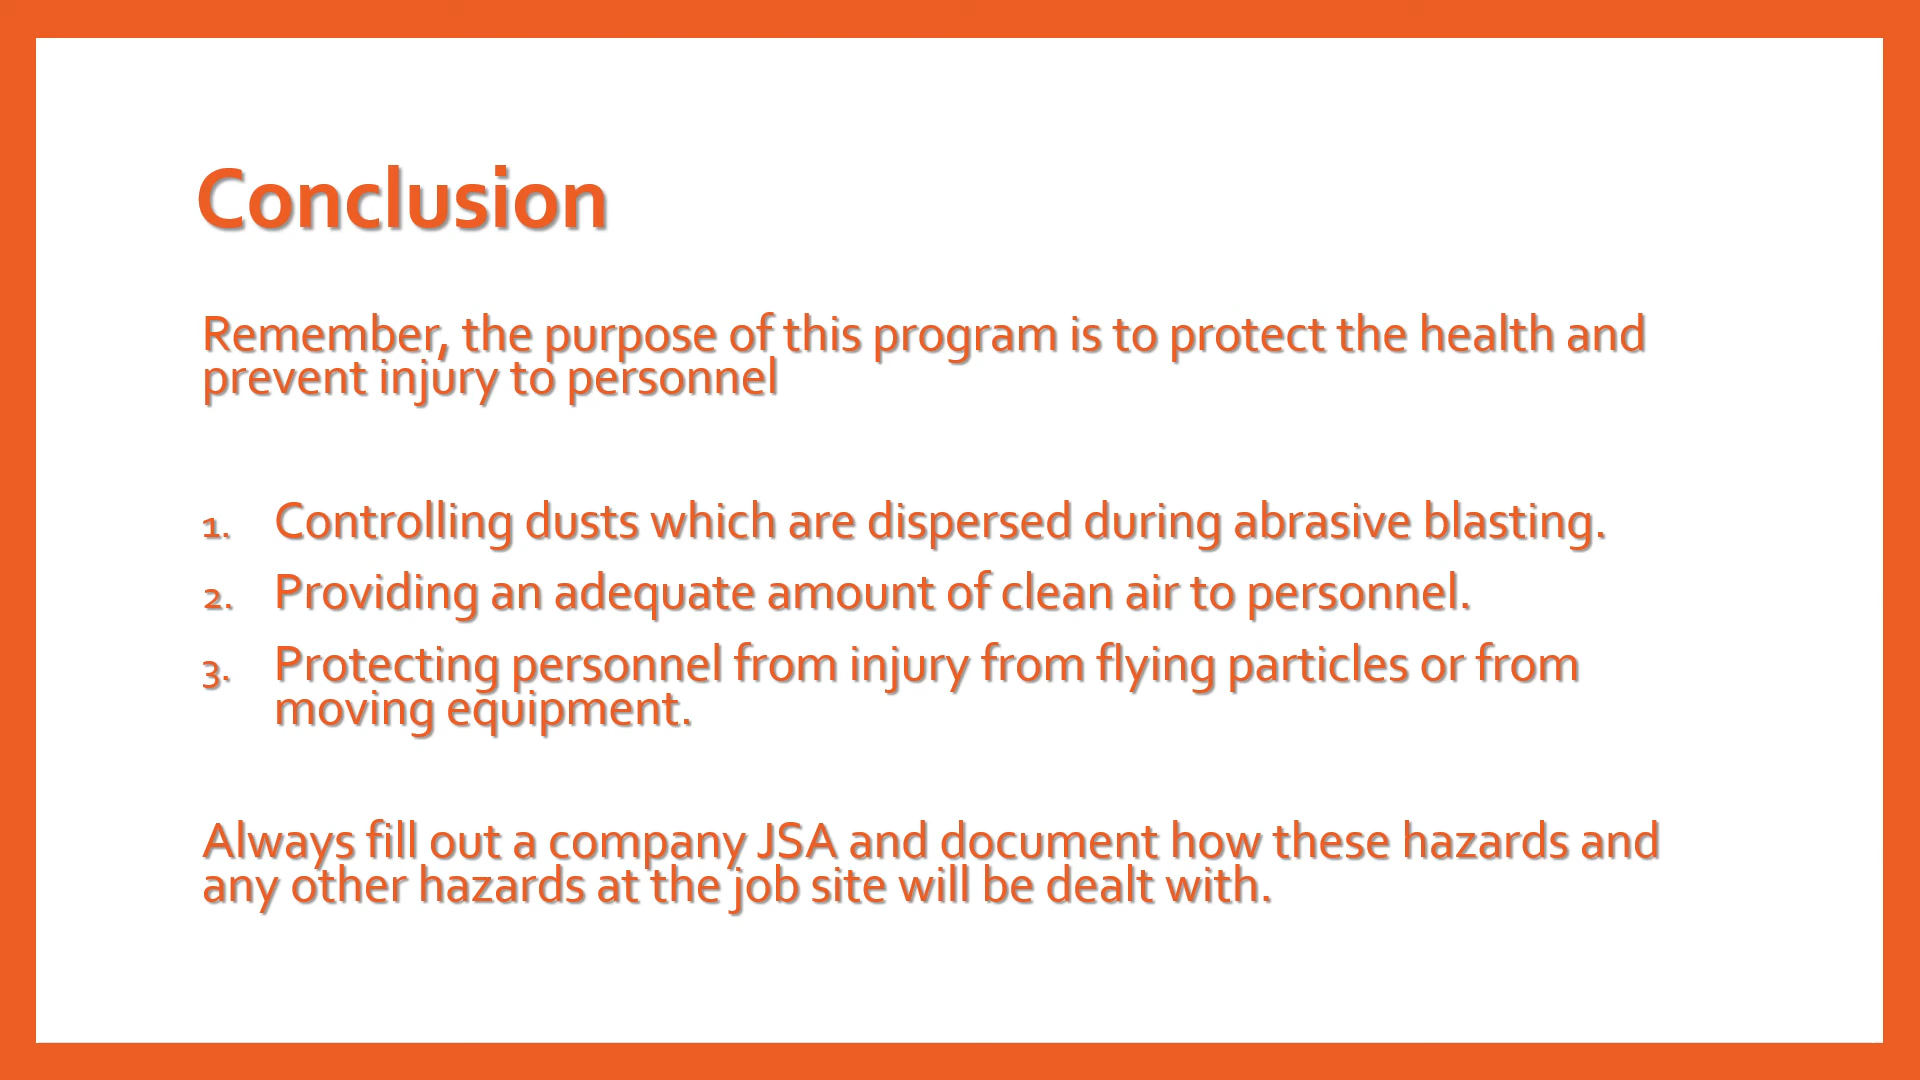 Conclusion
Remember, the purpose of this program is to protect the health and
prevent injury to personnel
1. Controlling dusts which are dispersed during abrasive blasting.
2. Providing an adequate amount of clean air to personnel.
3. Protecting personnel from injury from flying particles or from
moving equipment.
Always fill out a company JSA and document how these hazards and
any other hazards at the job site will be dealt with.